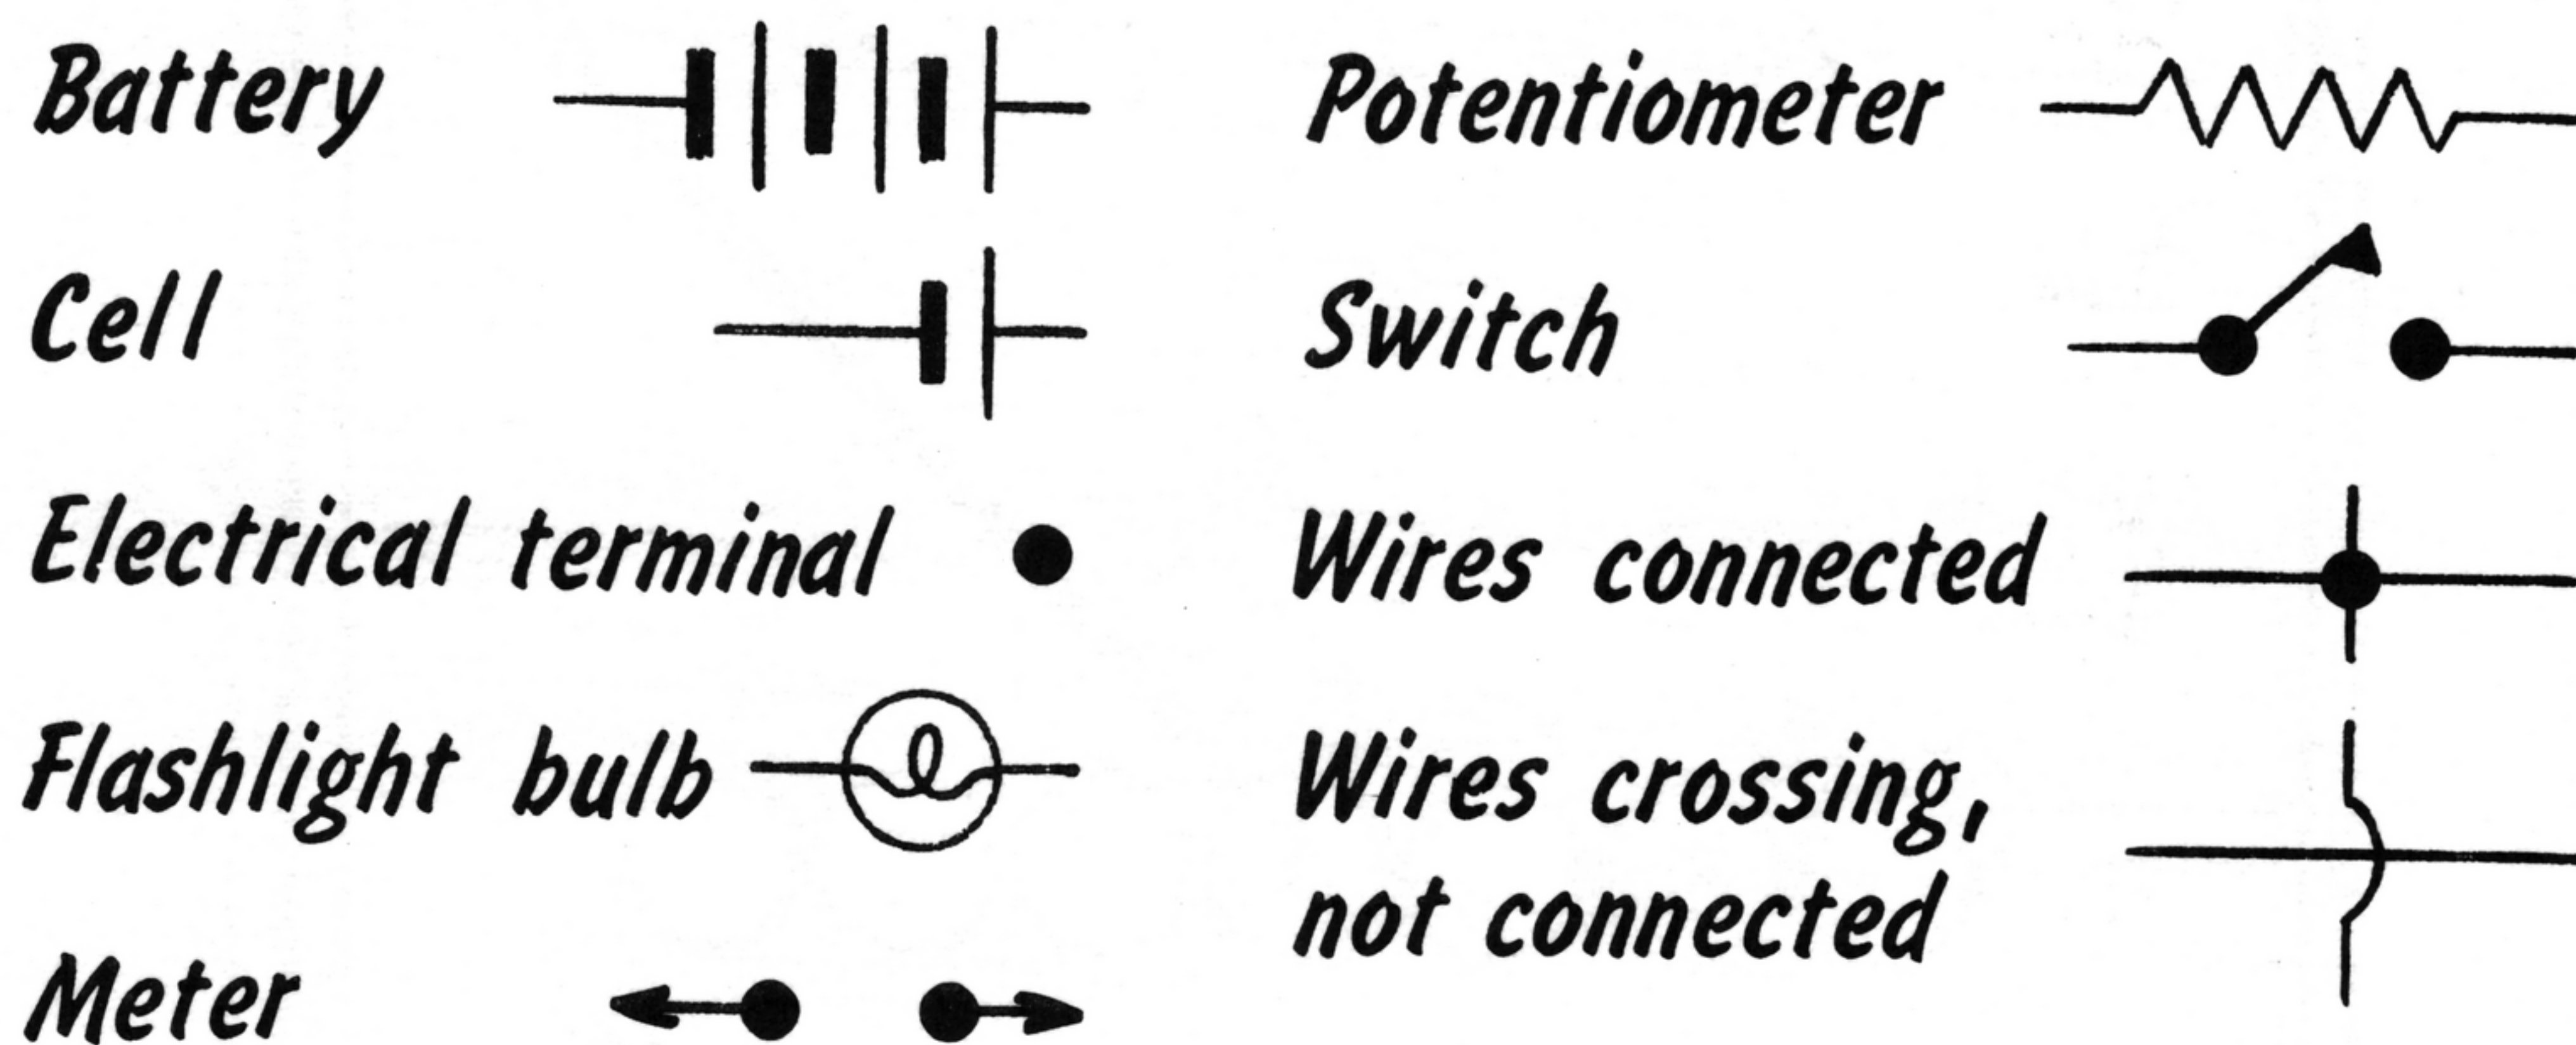 Battery
Cell
Electrical terminal
Flashlight bulb
Meter
Potentiometer
Switch
Wires connected
Wires crossing,
not connected